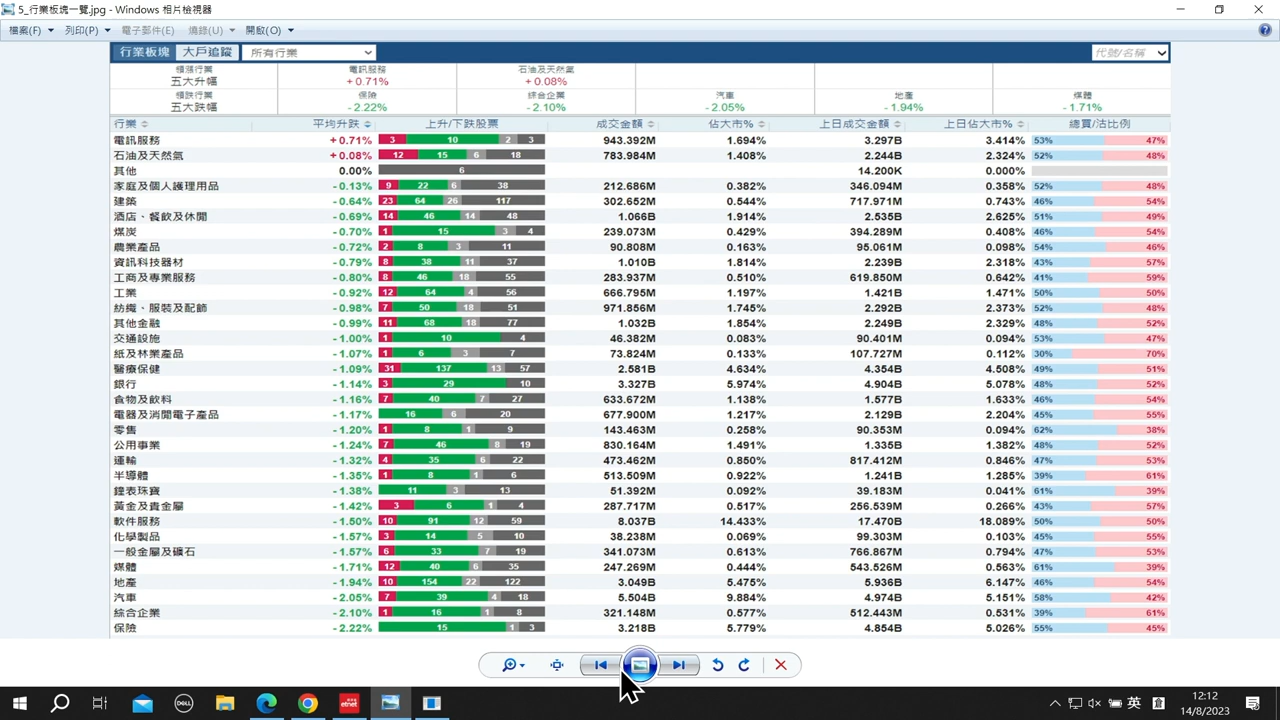 5_行業板塊一覽.jpg - Windows 相片檢視器
檔案(F) 列印(P) 電子郵件(E) 燒錄(U) 開啟(O)
行業板塊 大戶追蹤 所有行業 代號/名稱
領漲行業 電訊服務 石油及天然氣
五大升幅 + 0.71% + 0.08%
領跌行業 保險 綜合企業 汽車 地產 媒體
五大跌幅 - 2.22% - 2.10% - 2.05% - 1.94% - 1.71%
行業 平均升跌 上升/下跌股票 成交金額 佔大市% 上日成交金額 上日佔大市% 總買/沽比例
電訊服務 + 0.71% 3 10 2 3 943.392M 1.694% 3.297B 3.414% 53% 47%
石油及天然氣 + 0.08% 12 15 6 18 783.984M 1.408% 2.244B 2.324% 52% 48%
其他 0.00% 6 14.200K 0.000%
家庭及個人護理用品 - 0.13% 9 22 6 38 212.686M 0.382% 346.094M 0.358% 52% 48%
建築 - 0.64% 23 64 26 117 302.652M 0.544% 717.971M 0.743% 46% 54%
酒店、餐飲及休閒 - 0.69% 14 46 14 48 1.066B 1.914% 2.535B 2.625% 51% 49%
煤炭 - 0.70% 1 15 3 4 239.073M 0.429% 394.289M 0.408% 46% 54%
農業產品 - 0.72% 2 8 3 11 90.808M 0.163% 95.061M 0.098% 54% 46%
資訊科技器材 - 0.79% 8 38 11 37 1.010B 1.814% 2.239B 2.318% 43% 57%
工商及專業服務 - 0.80% 8 46 18 55 283.937M 0.510% 619.850M 0.642% 41% 59%
工業 - 0.92% 12 64 4 56 666.795M 1.197% 1.421B 1.471% 50% 50%
紡織、服裝及配飾 - 0.98% 7 50 18 51 971.856M 1.745% 2.292B 2.373% 52% 48%
其他金融 - 0.99% 11 68 18 77 1.032B 1.854% 2.249B 2.329% 48% 52%
交通設施 - 1.00% 1 10 4 46.382M 0.083% 90.401M 0.094% 53% 47%
紙及林業產品 - 1.07% 1 6 3 7 73.824M 0.133% 107.727M 0.112% 30% 70%
醫療保健 - 1.09% 31 137 13 57 2.581B 4.634% 4.354B 4.508% 49% 51%
銀行 - 1.14% 3 29 10 3.327B 5.974% 4.904B 5.078% 48% 52%
食物及飲料 - 1.16% 7 40 7 27 633.672M 1.138% 1.577B 1.633% 46% 54%
電器及消閒電子產品 - 1.17% 16 6 20 677.900M 1.217% 2.129B 2.204% 45% 55%
零售 - 1.20% 1 8 1 9 143.463M 0.258% 90.353M 0.094% 62% 38%
公用事業 - 1.24% 7 46 8 19 830.164M 1.491% 1.335B 1.382% 48% 52%
運輸 - 1.32% 4 35 6 22 473.462M 0.850% 817.412M 0.846% 47% 53%
半導體 - 1.35% 1 8 1 6 513.509M 0.922% 1.241B 1.285% 39% 61%
鐘表珠寶 - 1.38% 11 3 13 51.392M 0.092% 39.183M 0.041% 61% 39%
黃金及貴金屬 - 1.42% 3 6 1 4 287.717M 0.517% 256.539M 0.266% 43% 57%
軟件服務 - 1.50% 10 91 12 59 8.037B 14.433% 17.470B 18.089% 50% 50%
化學製品 - 1.57% 3 14 5 10 38.238M 0.069% 99.303M 0.103% 45% 55%
一般金屬及礦石 - 1.57% 6 33 7 19 341.073M 0.613% 766.867M 0.794% 47% 53%
媒體 - 1.71% 12 40 6 35 247.269M 0.444% 543.526M 0.563% 61% 39%
地產 - 1.94% 10 154 22 122 3.049B 5.475% 5.936B 6.147% 46% 54%
汽車 - 2.05% 7 39 4 18 5.504B 9.884% 4.974B 5.151% 58% 42%
綜合企業 - 2.10% 1 16 1 8 321.148M 0.577% 512.443M 0.531% 39% 61%
保險 - 2.22% 15 1 3 3.218B 5.779% 4.854B 5.026% 55% 45%
DELL etnet 英 倉 12:12
14/8/2023